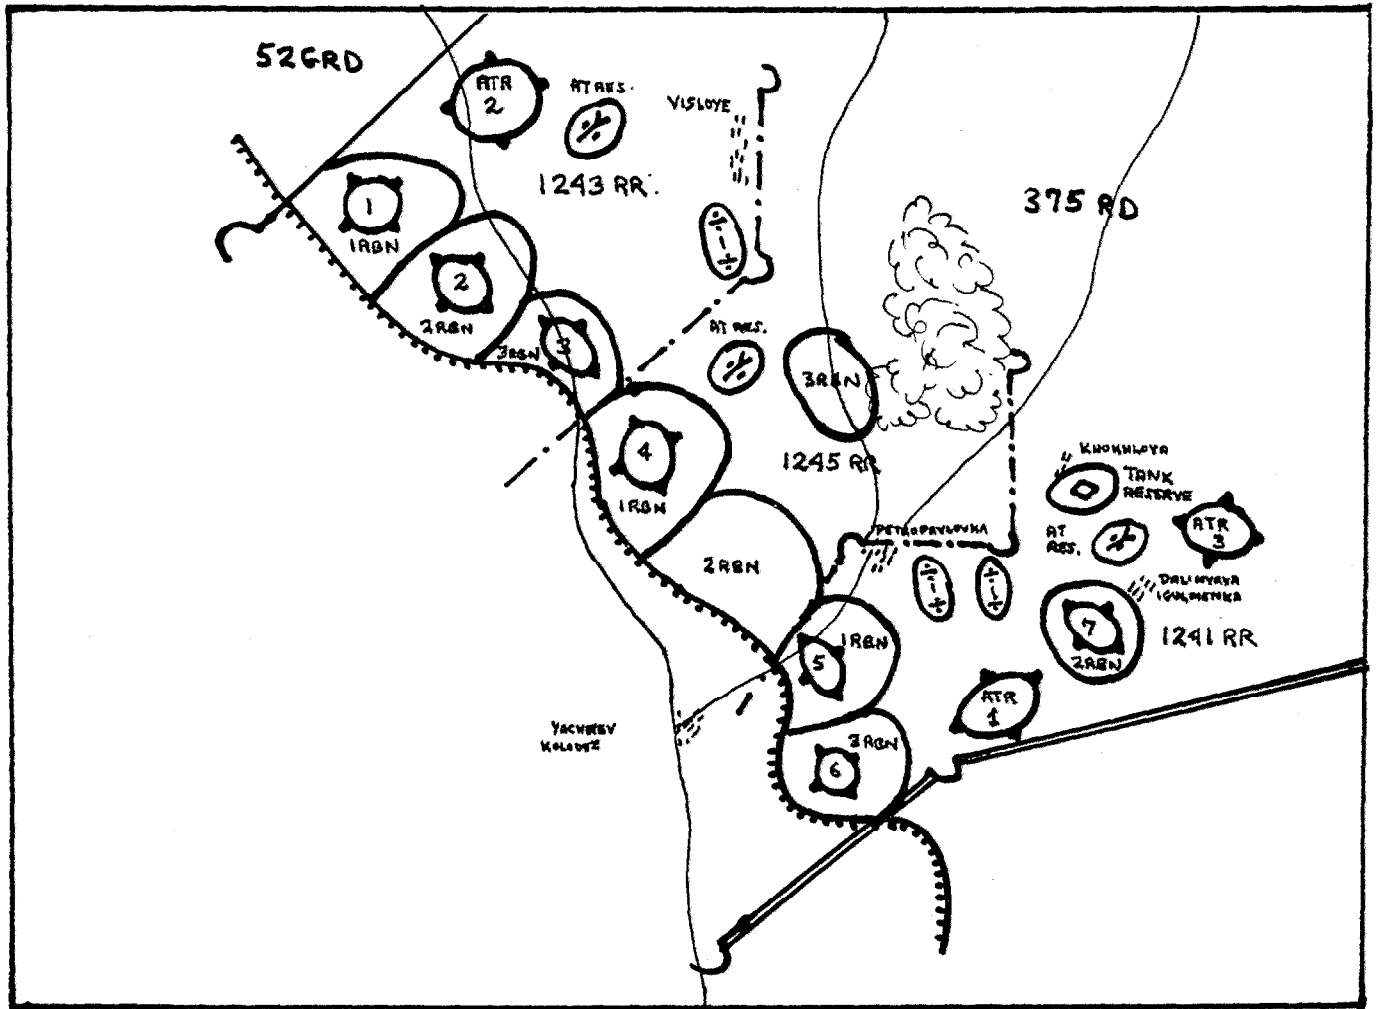 52GRD
ATR
2
AT RES.
VISLOYE
1243 RR.
375 RD
1
1RBN
2
2RBN
3
3RBN
AT RES.
3RBN
1245 RR
4
1RBN
2RBN
KHOKHLOVA
TANK
RESERVE
AT
RES.
ATR
3
PETROPAVLOVKA
DALINYAYA
IGUMENKA
7
2RBN
1241 RR
1RBN
5
ATR
1
3RBN
6
YACHNEV
KOLODEZ